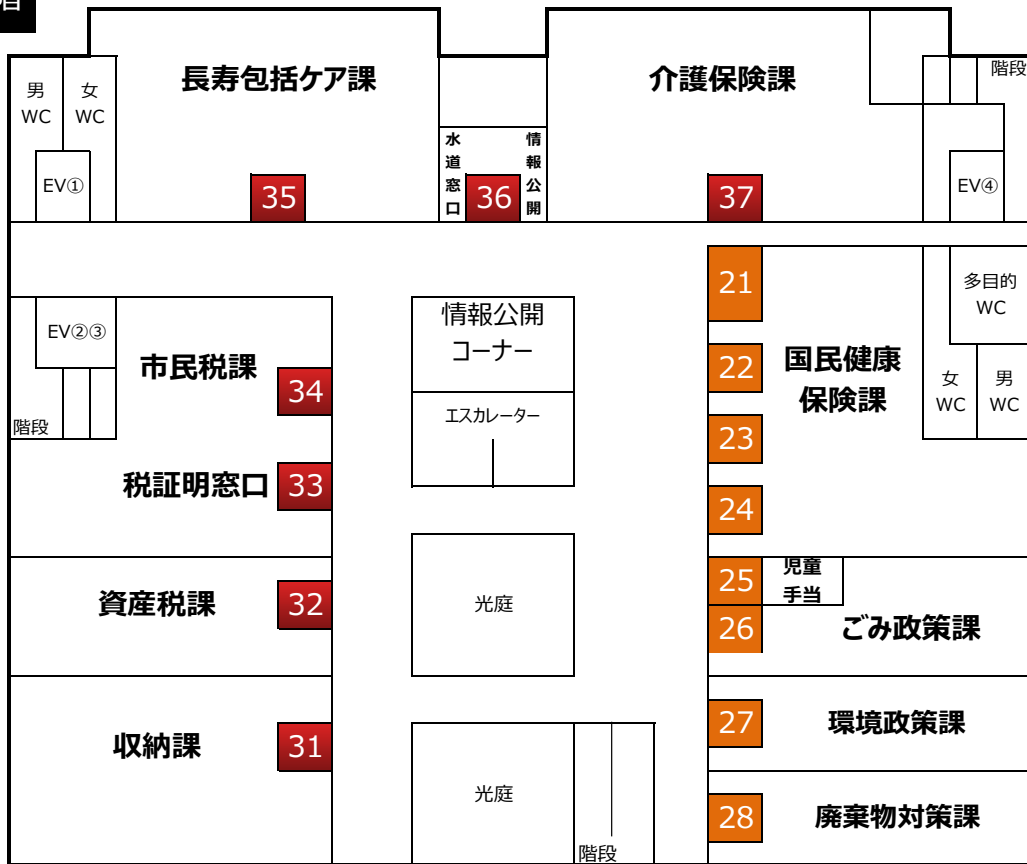 階
長寿包括ケア課
介護保険課
階段
男
WC
女
WC
EV①
水道窓口
情報公開
EV④
35
36
37
21
多目的
WC
情報公開
コーナー
EV②③
市民税課
22
国民健康
保険課
女
WC
男
WC
34
エスカレーター
階段
23
税証明窓口
33
24
25
児童
手当
資産税課
32
光庭
26
ごみ政策課
27
環境政策課
収納課
31
光庭
28
廃棄物対策課
階段